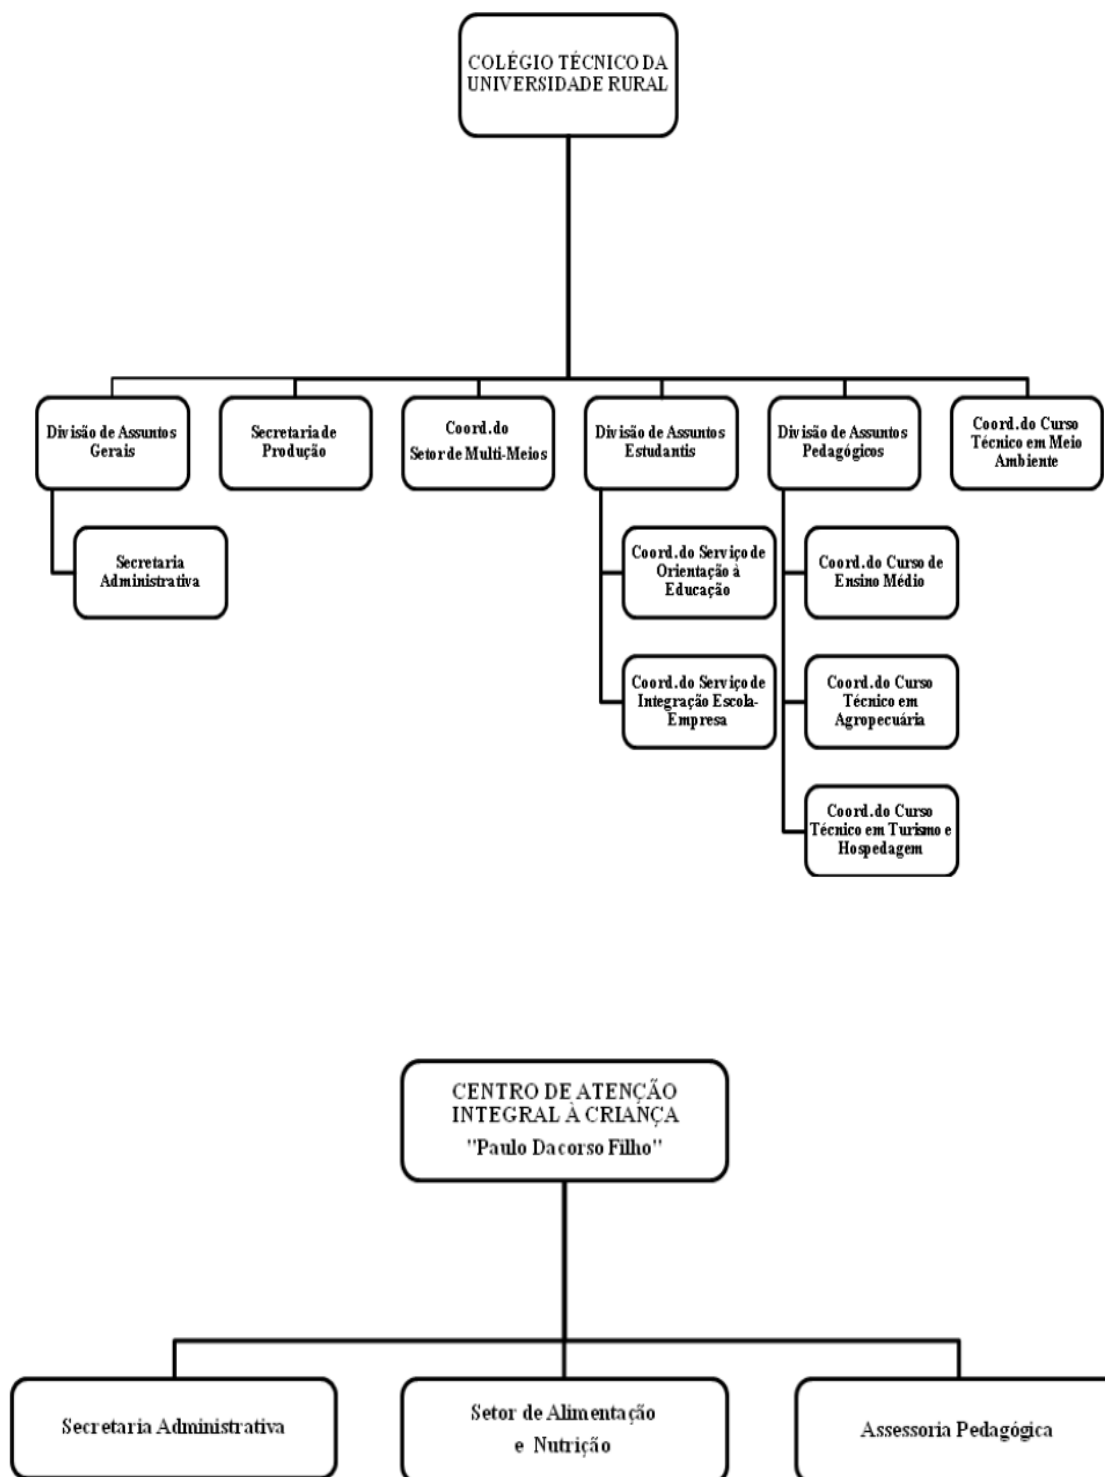 COLÉGIO TÉCNICO DA
UNIVERSIDADE RURAL
Divisão de Assuntos
Gerais
Secretaria de
Produção
Coord.do
Setor de Multi-Meios
Divisão de Assuntos
Estudantis
Divisão de Assuntos
Pedagógicos
Coord.do Curso
Técnico em Meio
Ambiente
Secretaria
Administrativa
Coord.do Serviço de
Orientação à
Educação
Coord.do Curso de
Ensino Médio
Coord.do Serviço de
Integração Escola-
Empresa
Coord.do Curso
Técnico em
Agropecuária
Coord.do Curso
Técnico em Turismo e
Hospedagem
CENTRO DE ATENÇÃO
INTEGRAL À CRIANÇA
"Paulo Dacorso Filho"
Secretaria Administrativa
Setor de Alimentação
e Nutrição
Assessoria Pedagógica